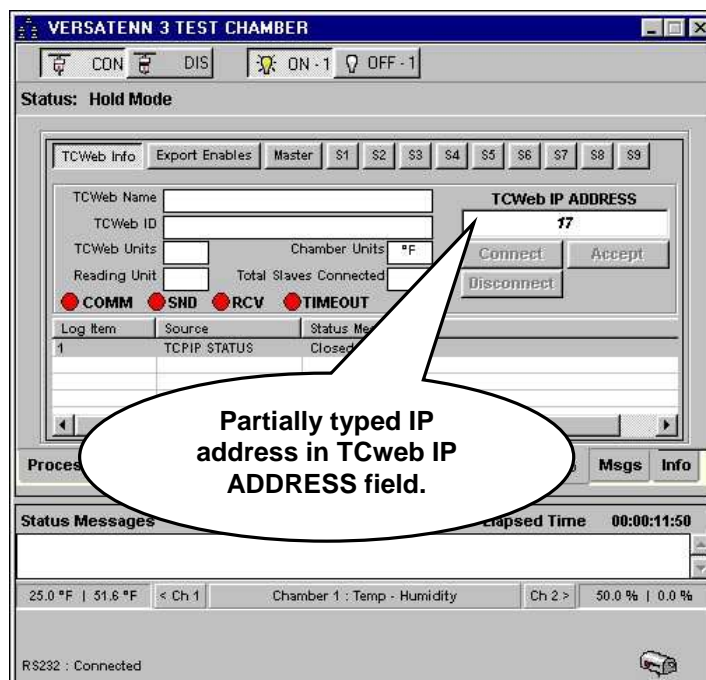 VERSATENN 3 TEST CHAMBER
CON DIS ON - 1 OFF - 1
Status: Hold Mode
TCWeb Info Export Enables Master S1 S2 S3 S4 S5 S6 S7 S8 S9
TCWeb Name
TCWeb ID
TCWeb Units Chamber Units °F
Reading Unit Total Slaves Connected
COMM SND RCV TIMEOUT
TCWeb IP ADDRESS
17
Connect Accept
Disconnect
Log Item Source Status
1 TCPIP STATUS Closed
Partially typed IP
address in TCweb IP
ADDRESS field.
Msgs Info
Status Messages Elapsed Time 00:00:11:50
25.0 °F | 51.6 °F < Ch 1 Chamber 1 : Temp - Humidity Ch 2 > 50.0 % | 0.0 %
RS232 : Connected